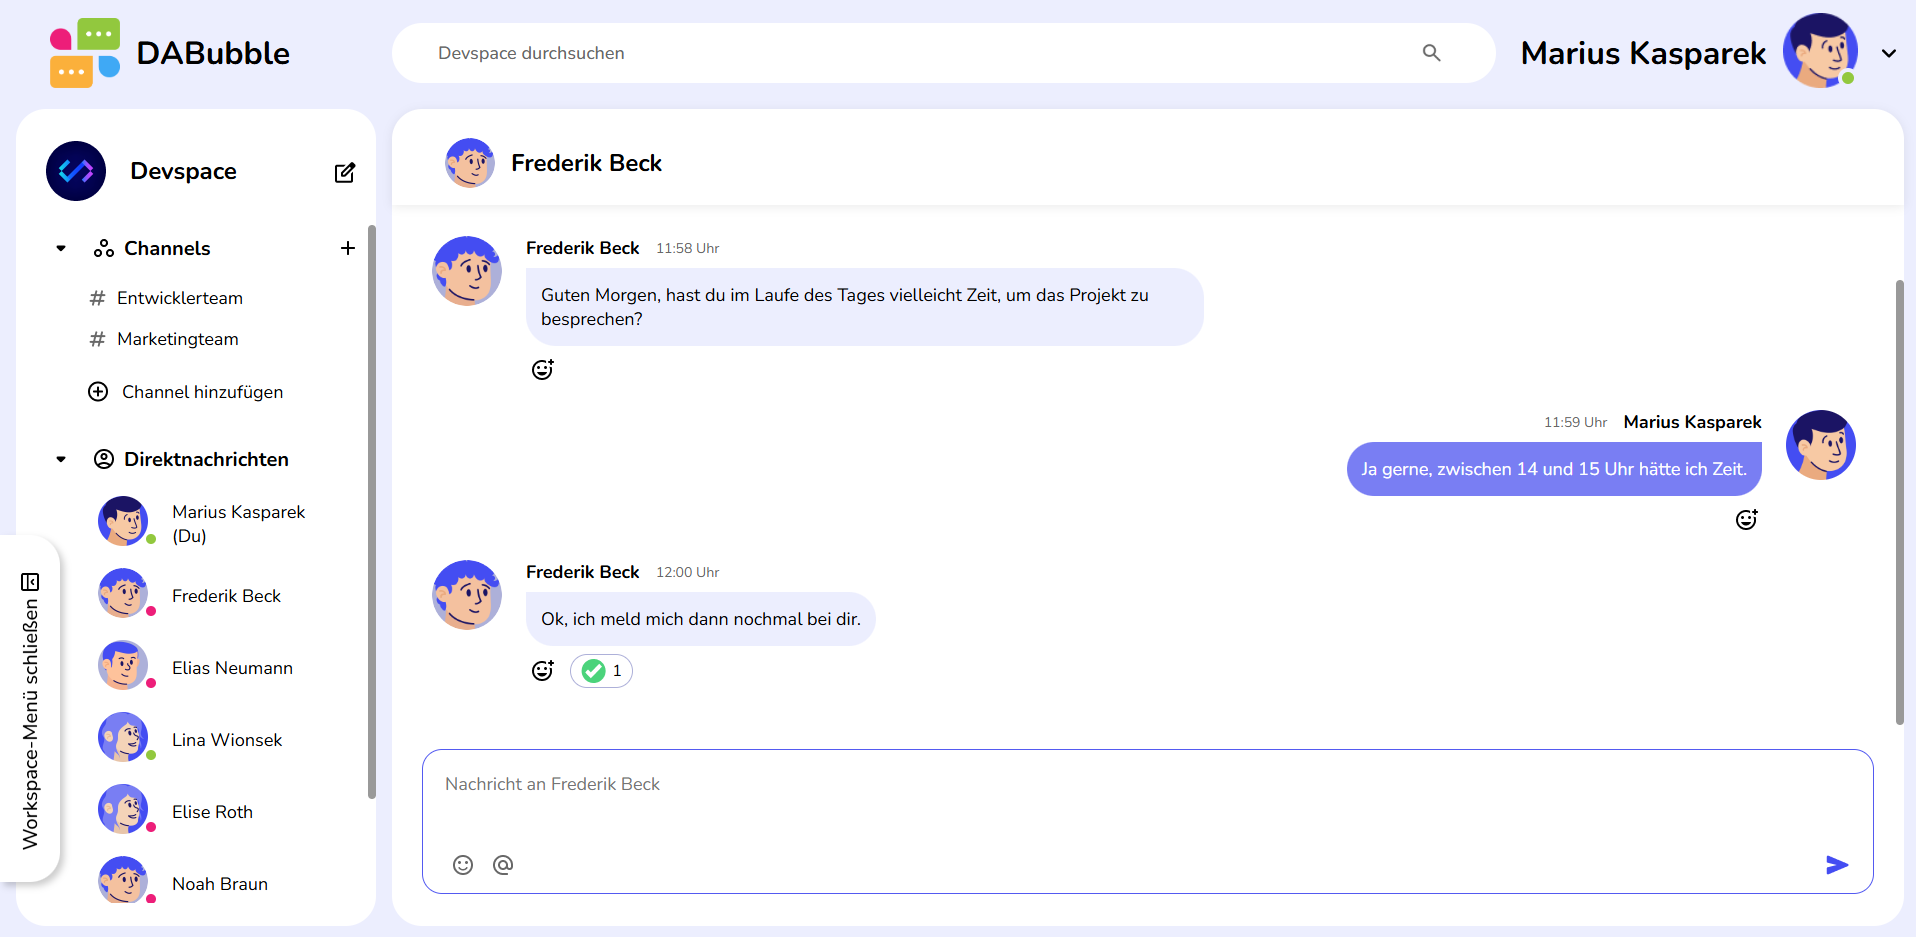 DABubble
Devspace durchsuchen
Marius Kasparek
Devspace
Channels
# Entwicklerteam
# Marketingteam
Channel hinzufügen
Direktnachrichten
Marius Kasparek
(Du)
Frederik Beck
Elias Neumann
Lina Wionsek
Elise Roth
Noah Braun
Workspace-Menü schließen
Frederik Beck
Frederik Beck 11:58 Uhr
Guten Morgen, hast du im Laufe des Tages vielleicht Zeit, um das Projekt zu
besprechen?
11:59 Uhr Marius Kasparek
Ja gerne, zwischen 14 und 15 Uhr hätte ich Zeit.
Frederik Beck 12:00 Uhr
Ok, ich meld mich dann nochmal bei dir.
1
Nachricht an Frederik Beck
@